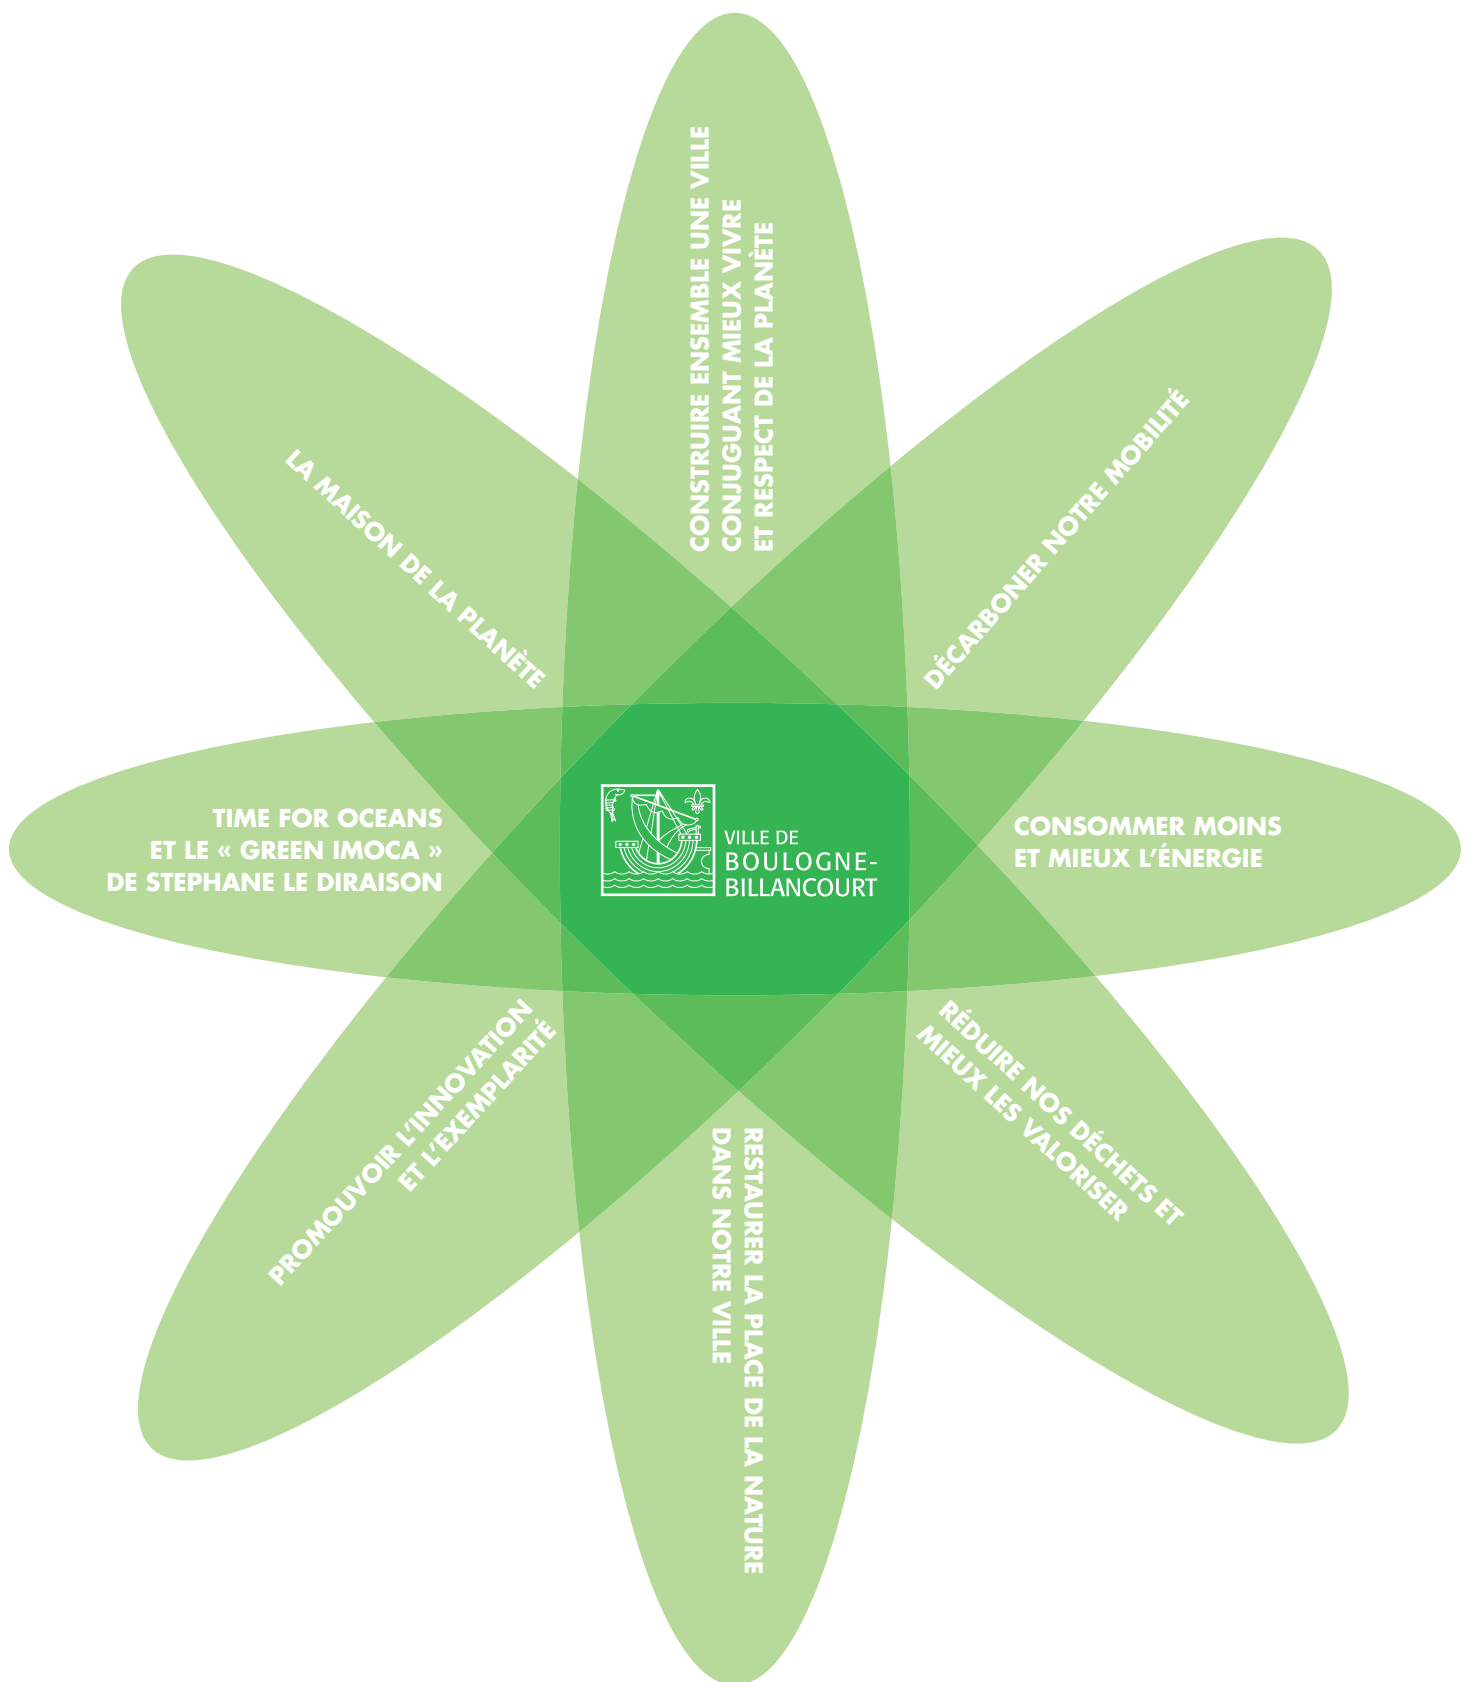 CONSTRUIRE ENSEMBLE UNE VILLE
CONJUGUANT MIEUX VIVRE
ET RESPECT DE LA PLANÈTE
DÉCARBONER NOTRE MOBILITÉ
CONSOMMER MOINS
ET MIEUX L’ÉNERGIE
RÉDUIRE NOS DÉCHETS ET
MIEUX LES VALORISER
RESTAURER LA PLACE DE LA NATURE
DANS NOTRE VILLE
PROMOUVOIR L’INNOVATION
ET L’EXEMPLARITÉ
TIME FOR OCEANS
ET LE « GREEN IMOCA »
DE STEPHANE LE DIRAISON
LA MAISON DE LA PLANÈTE
VILLE DE
BOULOGNE-
BILLANCOURT